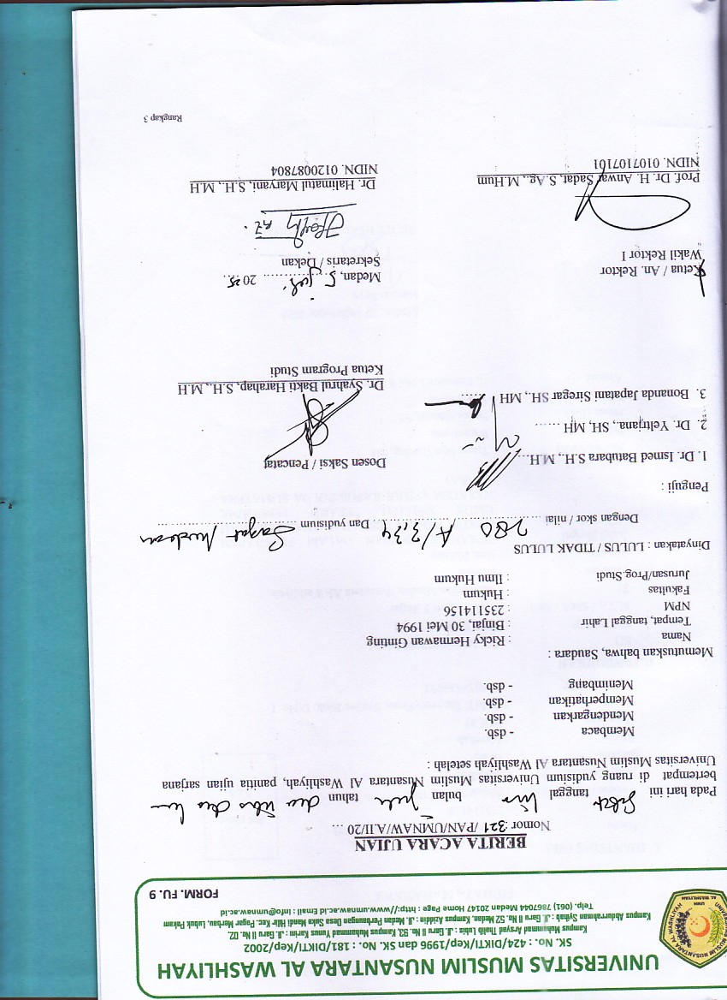 UNIVERSITAS MUSLIM NUSANTARA AL WASHLIYAH
SK. No. : 424/DIKTI/Kep/1996 dan SK. No. : 181/DIKTI/Kep/2002
Kampus Muhammad Arsyad Thalib Lubis : Jl. Garu II No. 93, Kampus Muhammad Yunus Karim : Jl. Garu II No. 02,
Kampus Abdurrahman Syihab : Jl. Garu II No. 52 Medan, Kampus Aziddin : Jl. Medan Perbaungan Desa Suka Mandi Hilir Kec. Pagar Merbau, Lubuk Pakam
Telp. (061) 7867044 Medan 20147 Home Page : http://www.umnaw.ac.id Email : info@umnaw.ac.id
FORM. FU. 9
BERITA ACARA UJIAN
Nomor : 321 /PAN/UMNAW/A.II/20 ...
Pada hari ini Sabtu tanggal lima bulan Juli tahun dua ribu dua lima
bertempat di ruang yudisium Universitas Muslim Nusantara Al Washliyah, panitia ujian sarjana
Universitas Muslim Nusantara Al Washliyah setelah :
Membaca - dsb.
Mendengarkan - dsb.
Memperhatikan - dsb.
Menimbang - dsb.
Memutuskan bahwa, Saudara :
Nama : Ricky Hermawan Ginting
Tempat, tanggal Lahir : Binjai, 30 Mei 1994
NPM : 235114156
Fakultas : Hukum
Jurusan/Prog.Studi : Ilmu Hukum
Dinyatakan : LULUS / TIDAK LULUS
Dengan skor / nilai 280 A/3,34 Dan yudisium Sangat Memuaskan
Penguji :
1. Dr. Ismed Batubara S.H., M.H....
2. Dr. Yeltriana., SH, MH ......
3. Bonanda Japatani Siregar SH., MH ......
Dosen Saksi / Pencatat
Dr. Syahrul Bakti Harahap, S.H., M.H
Ketua Program Studi
Ketua / An. Rektor
Wakil Rektor I
Prof. Dr. H. Anwar Sadat, S.Ag., M.Hum
NIDN. 0107107101
Medan, 5 Juli 2025
Sekretaris / Dekan
Dr. Halimatul Maryani, S.H., M.H
NIDN. 0120087804
Rangkap 3